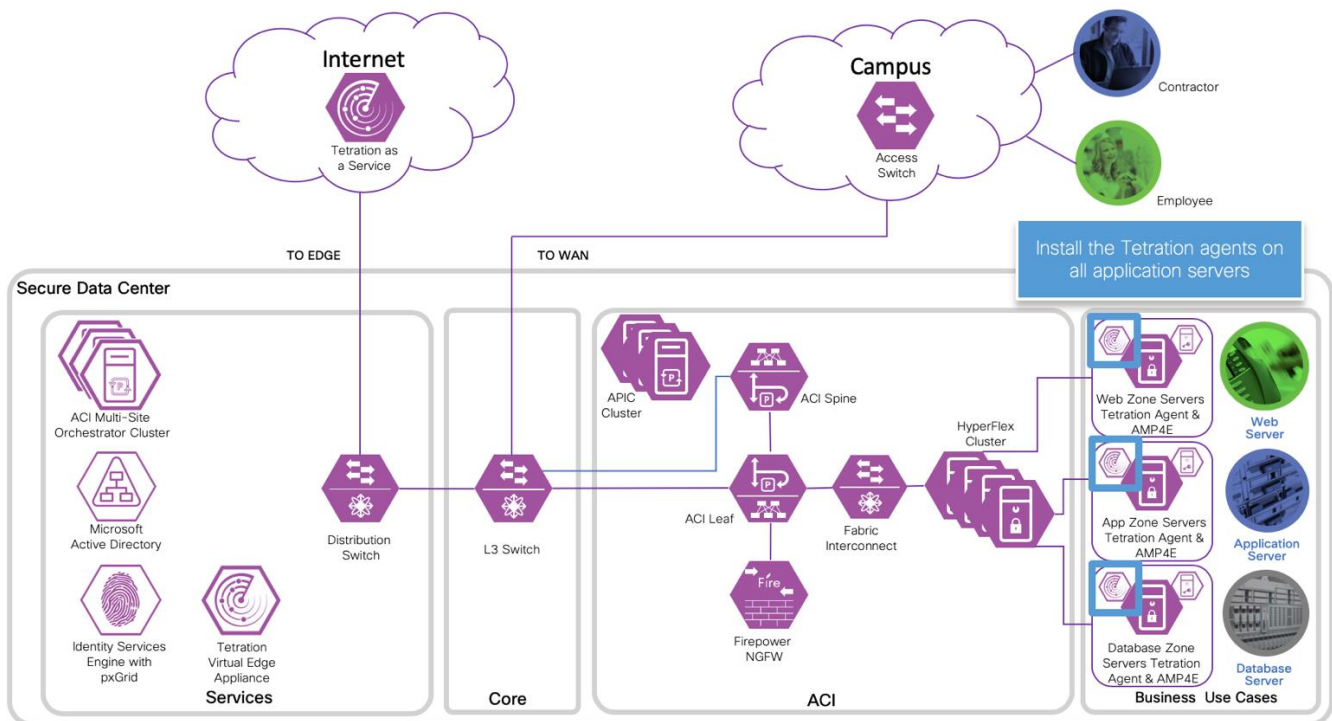 Internet
Tetration as
a Service
Campus
Access
Switch
Contractor
Employee
TO EDGE
TO WAN
Install the Tetration agents on
all application servers
Secure Data Center
ACI Multi-Site
Orchestrator Cluster
Microsoft
Active Directory
Identity Services
Engine with
pxGrid
Tetration
Virtual Edge
Appliance
Distribution
Switch
Services
L3 Switch
Core
P
APIC
Cluster
P
ACI Spine
P
ACI Leaf
Fire
Firepower
NGFW
Fabric
Interconnect
HyperFlex
Cluster
ACI
Web Zone Servers
Tetration Agent &
AMP4E
Web
Server
App Zone Servers
Tetration Agent &
AMP4E
Application
Server
Database Zone
Servers Tetration
Agent & AMP4E
Database
Server
Business Use Cases